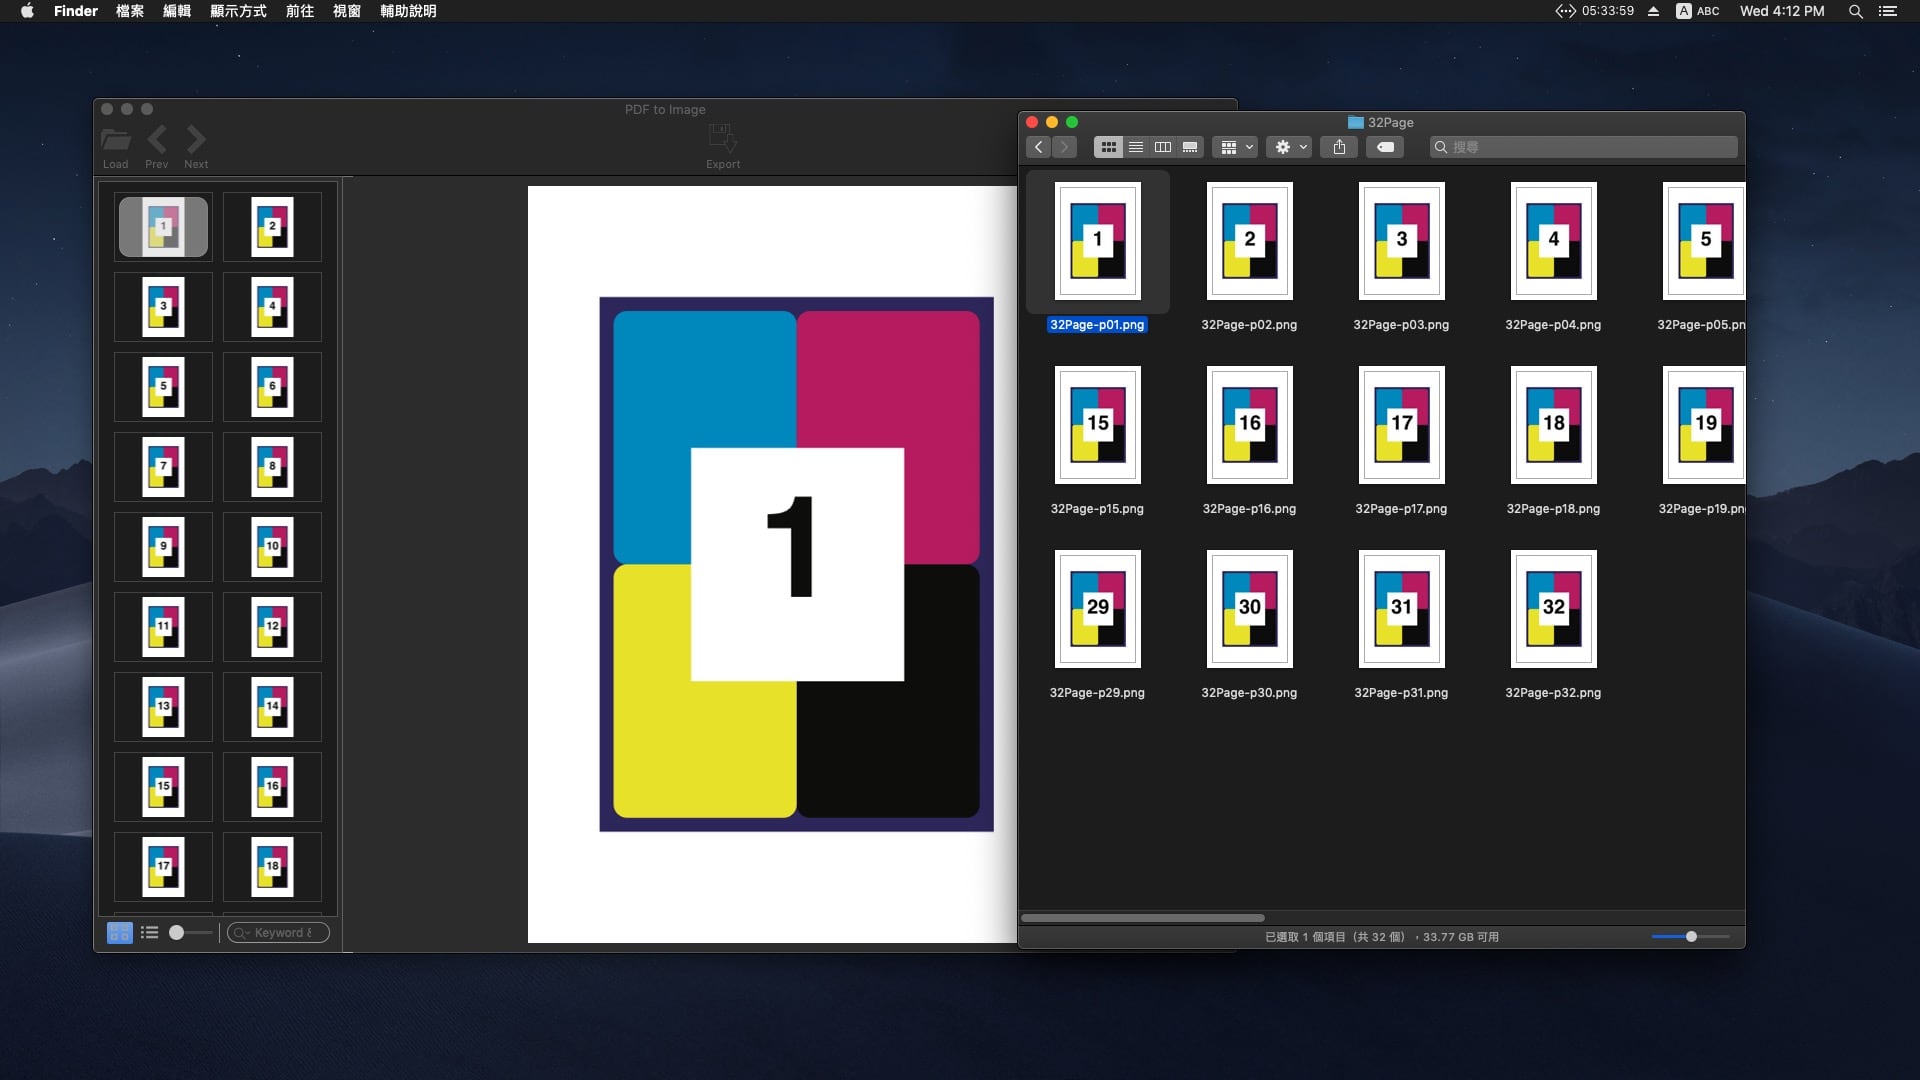 Finder 檔案 編輯 顯示方式 前往 視窗 輔助說明 05:33:59 A ABC Wed 4:12 PM
PDF to Image
Load Prev Next Export
1 2
3 4
5 6
7 8
9 10
11 12
13 14
15 16
17 18
Keyword &
1
32Page
搜尋
1 2 3 4 5
32Page-p01.png 32Page-p02.png 32Page-p03.png 32Page-p04.png 32Page-p05.pn
15 16 17 18 19
32Page-p15.png 32Page-p16.png 32Page-p17.png 32Page-p18.png 32Page-p19.pn
29 30 31 32
32Page-p29.png 32Page-p30.png 32Page-p31.png 32Page-p32.png
已選取 1 個項目（共 32 個），33.77 GB 可用